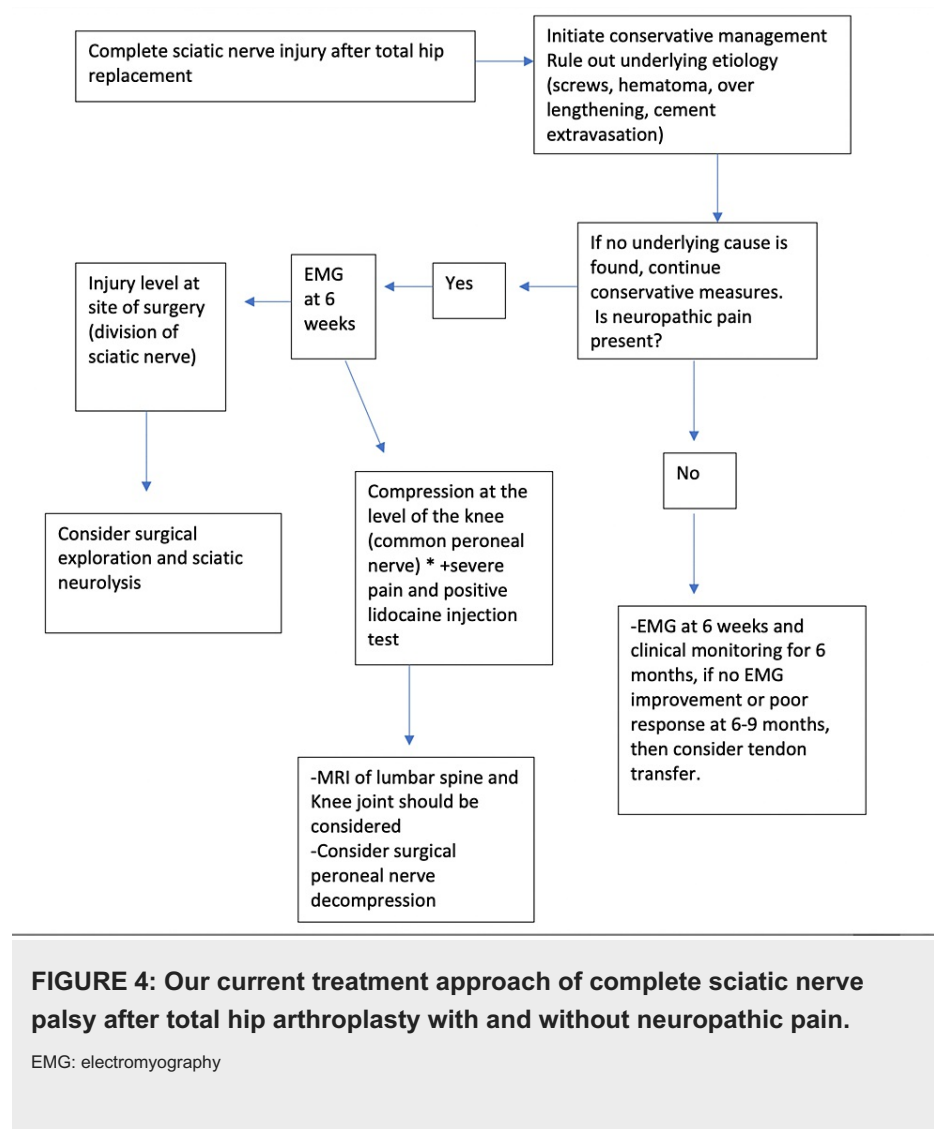 Complete sciatic nerve injury after total hip
replacement
Initiate conservative management
Rule out underlying etiology
(screws, hematoma, over
lengthening, cement
extravasation)
If no underlying cause is
found, continue
conservative measures.
Is neuropathic pain
present?
Yes
EMG
at 6
weeks
Injury level at
site of surgery
(division of
sciatic nerve)
Consider surgical
exploration and sciatic
neurolysis
Compression at the
level of the knee
(common peroneal
nerve) * +severe
pain and positive
lidocaine injection
test
-MRI of lumbar spine and
Knee joint should be
considered
-Consider surgical
peroneal nerve
decompression
No
-EMG at 6 weeks and
clinical monitoring for 6
months, if no EMG
improvement or poor
response at 6-9 months,
then consider tendon
transfer.
FIGURE 4: Our current treatment approach of complete sciatic nerve
palsy after total hip arthroplasty with and without neuropathic pain.
EMG: electromyography